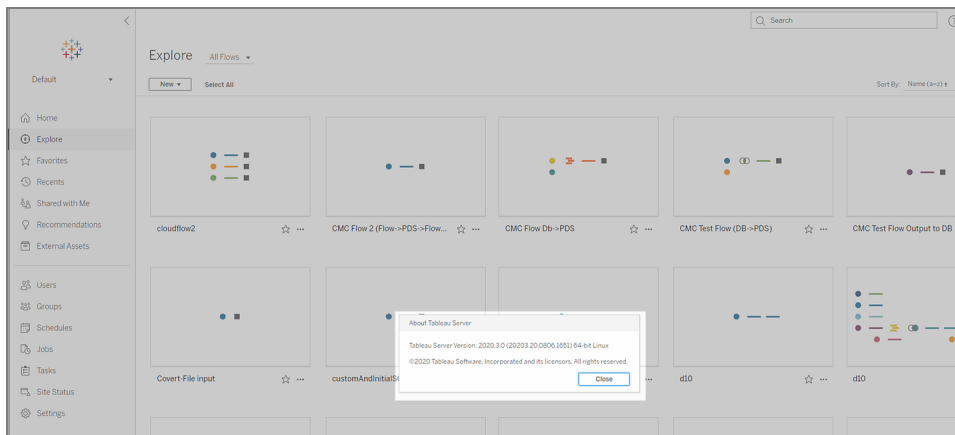 Search
Default
Explore
All Flows
New
Select All
Sort By: Name (a–z)
Home
Explore
Favorites
Recents
Shared with Me
Recommendations
External Assets
Users
Groups
Schedules
Jobs
Tasks
Site Status
Settings
cloudflow2
CMC Flow 2 (Flow->PDS->Flow...
CMC Flow Db->PDS
CMC Test Flow (DB->PDS)
CMC Test Flow Output to DB
About Tableau Server
Tableau Server Version: 2020.3.0 (20203.20.0806.1651) 64-bit Linux
©2020 Tableau Software, Incorporated and its licensors. All rights reserved.
Close
Covert-File input
customAndInitialSQ
d10
d10